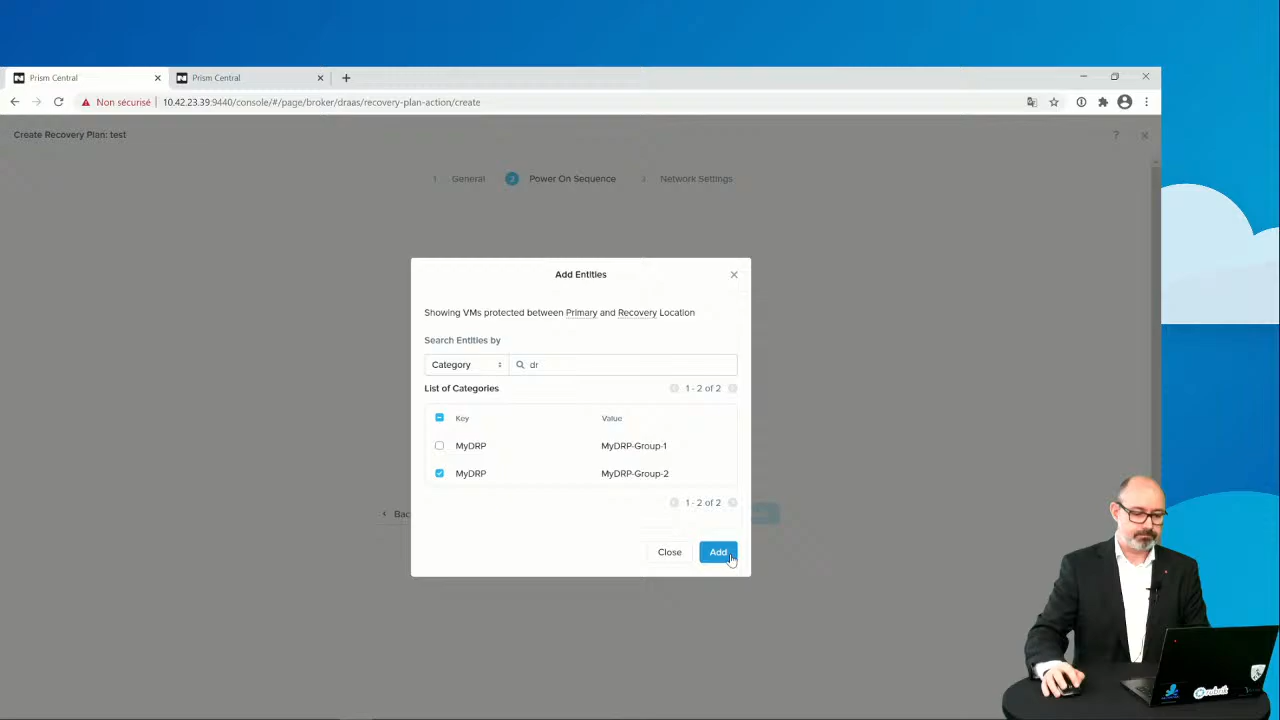 Prism Central
Prism Central
Non sécurisé
10.42.23.39:9440/console/#/page/broker/draas/recovery-plan-action/create
Create Recovery Plan: test
?
1 General 2 Power On Sequence 3 Network Settings
Add Entities
Showing VMs protected between Primary and Recovery Location
Search Entities by
Category
dr
List of Categories
1 - 2 of 2
Key Value
MyDRP MyDRP-Group-1
MyDRP MyDRP-Group-2
1 - 2 of 2
Bac
Close
Add
rubrik